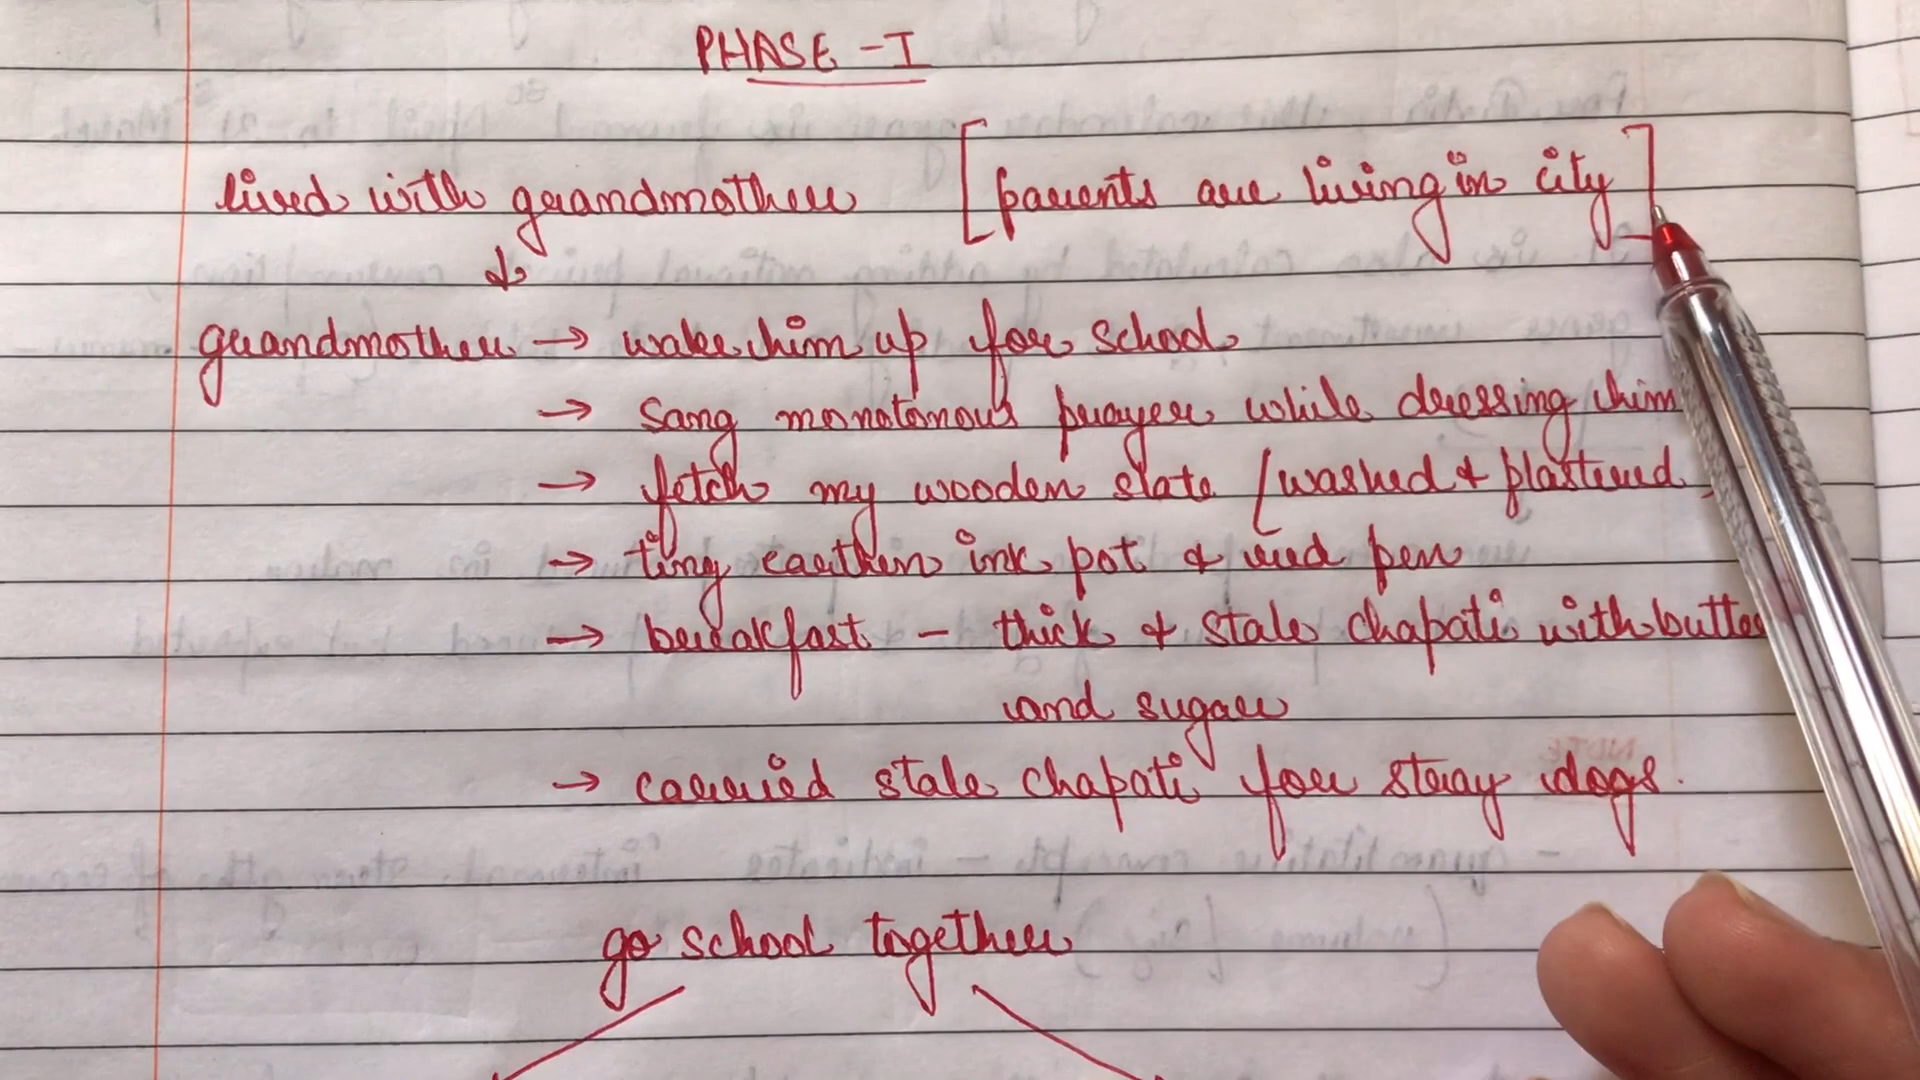 PHASE - I
lived with grandmother [parents are living in city]
↓
grandmother → wake him up for school
→ sang monotonous prayer while dressing him
→ fetch my wooden slate [washed & plastered
→ tiny earthen ink pot & red pen
→ breakfast - thick & stale chapati with butter
and sugar
→ carried stale chapati for stray dogs.
go school together